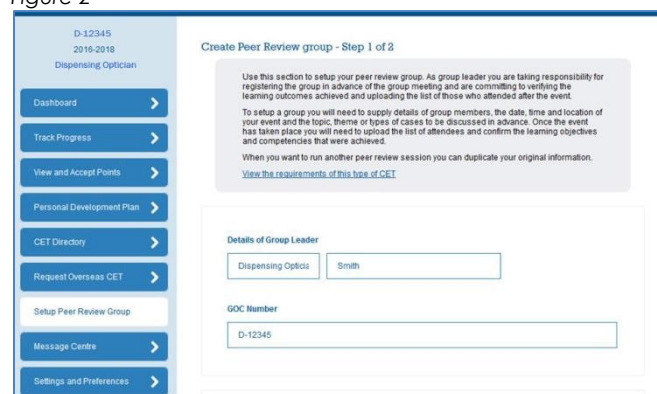 Figure 2
D-12345
2016-2018
Dispensing Optician
Dashboard
Track Progress
View and Accept Points
Personal Development Plan
CET Directory
Request Overseas CET
Setup Peer Review Group
Message Centre
Settings and Preferences
Create Peer Review group - Step 1 of 2
Use this section to setup your peer review group. As group leader you are taking responsibility for
registering the group in advance of the group meeting and are committing to verifying the
learning outcomes achieved and uploading the list of those who attended after the event.
To setup a group you will need to supply details of group members, the date, time and location of
your event and the topic, theme or types of cases to be discussed in advance. Once the event
has taken place you will need to upload the list of attendees and confirm the learning objectives
and competencies that were achieved.
When you want to run another peer review session you can duplicate your original information.
View the requirements of this type of CET
Details of Group Leader
Dispensing Opticia
Smith
GOC Number
D-12345